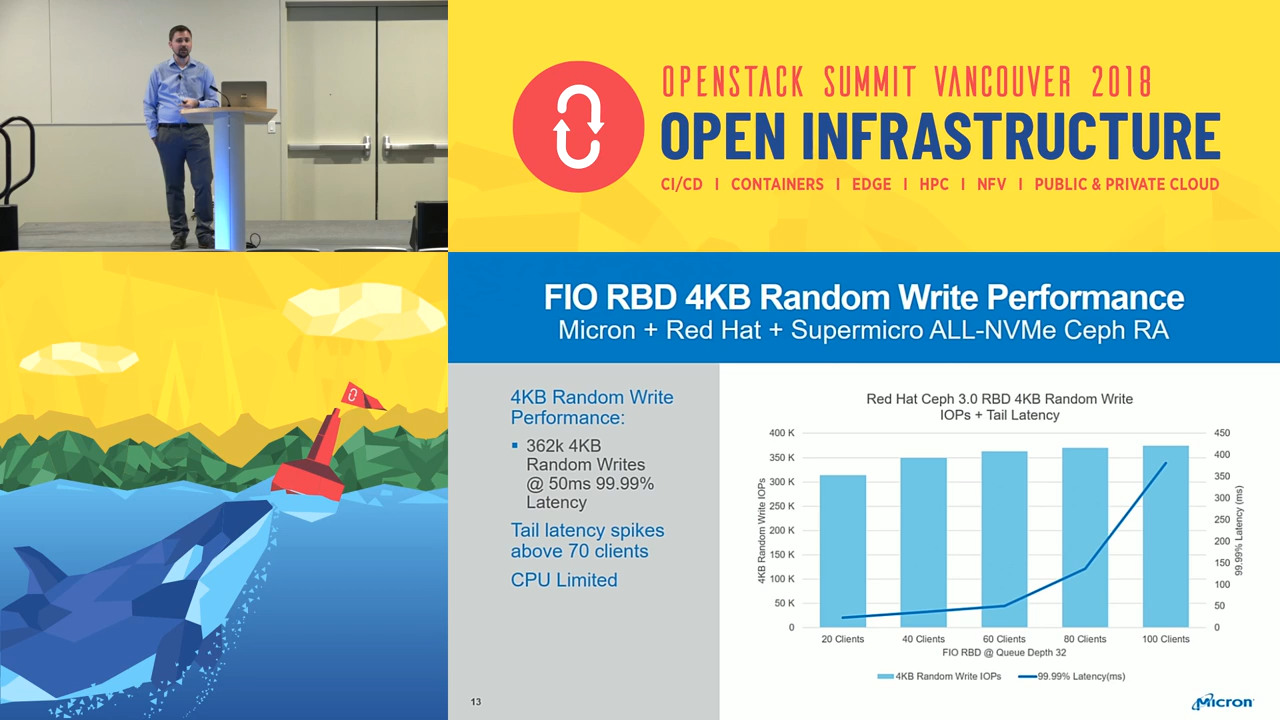 OPENSTACK SUMMIT VANCOUVER 2018
OPEN INFRASTRUCTURE
CI/CD | CONTAINERS | EDGE | HPC | NFV | PUBLIC & PRIVATE CLOUD
FIO RBD 4KB Random Write Performance
Micron + Red Hat + Supermicro ALL-NVMe Ceph RA
4KB Random Write
Performance:
▪ 362k 4KB
Random Writes
@ 50ms 99.99%
Latency
Tail latency spikes
above 70 clients
CPU Limited
Red Hat Ceph 3.0 RBD 4KB Random Write
IOPs + Tail Latency
4KB Random Write IOPs
400 K
350 K
300 K
250 K
200 K
150 K
100 K
50 K
0
450
400
350
300
250
200
150
100
50
0
99.99% Latency (ms)
20 Clients 40 Clients 60 Clients 80 Clients 100 Clients
FIO RBD @ Queue Depth 32
4KB Random Write IOPs 99.99% Latency(ms)
13
Micron